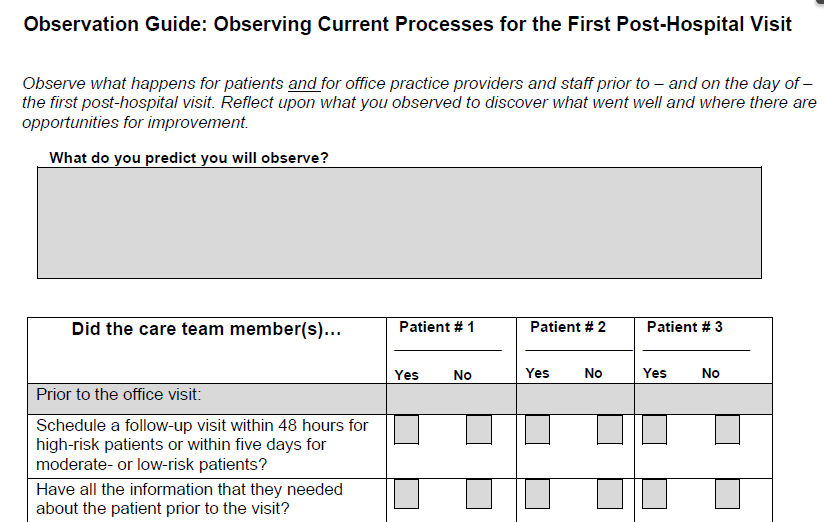 Observation Guide: Observing Current Processes for the First Post-Hospital Visit
Observe what happens for patients and for office practice providers and staff prior to – and on the day of –
the first post-hospital visit. Reflect upon what you observed to discover what went well and where there are
opportunities for improvement.
What do you predict you will observe?
Did the care team member(s)…
Patient # 1
Patient # 2
Patient # 3
Yes No
Yes No
Yes No
Prior to the office visit:
Schedule a follow-up visit within 48 hours for
high-risk patients or within five days for
moderate- or low-risk patients?
Have all the information that they needed
about the patient prior to the visit?